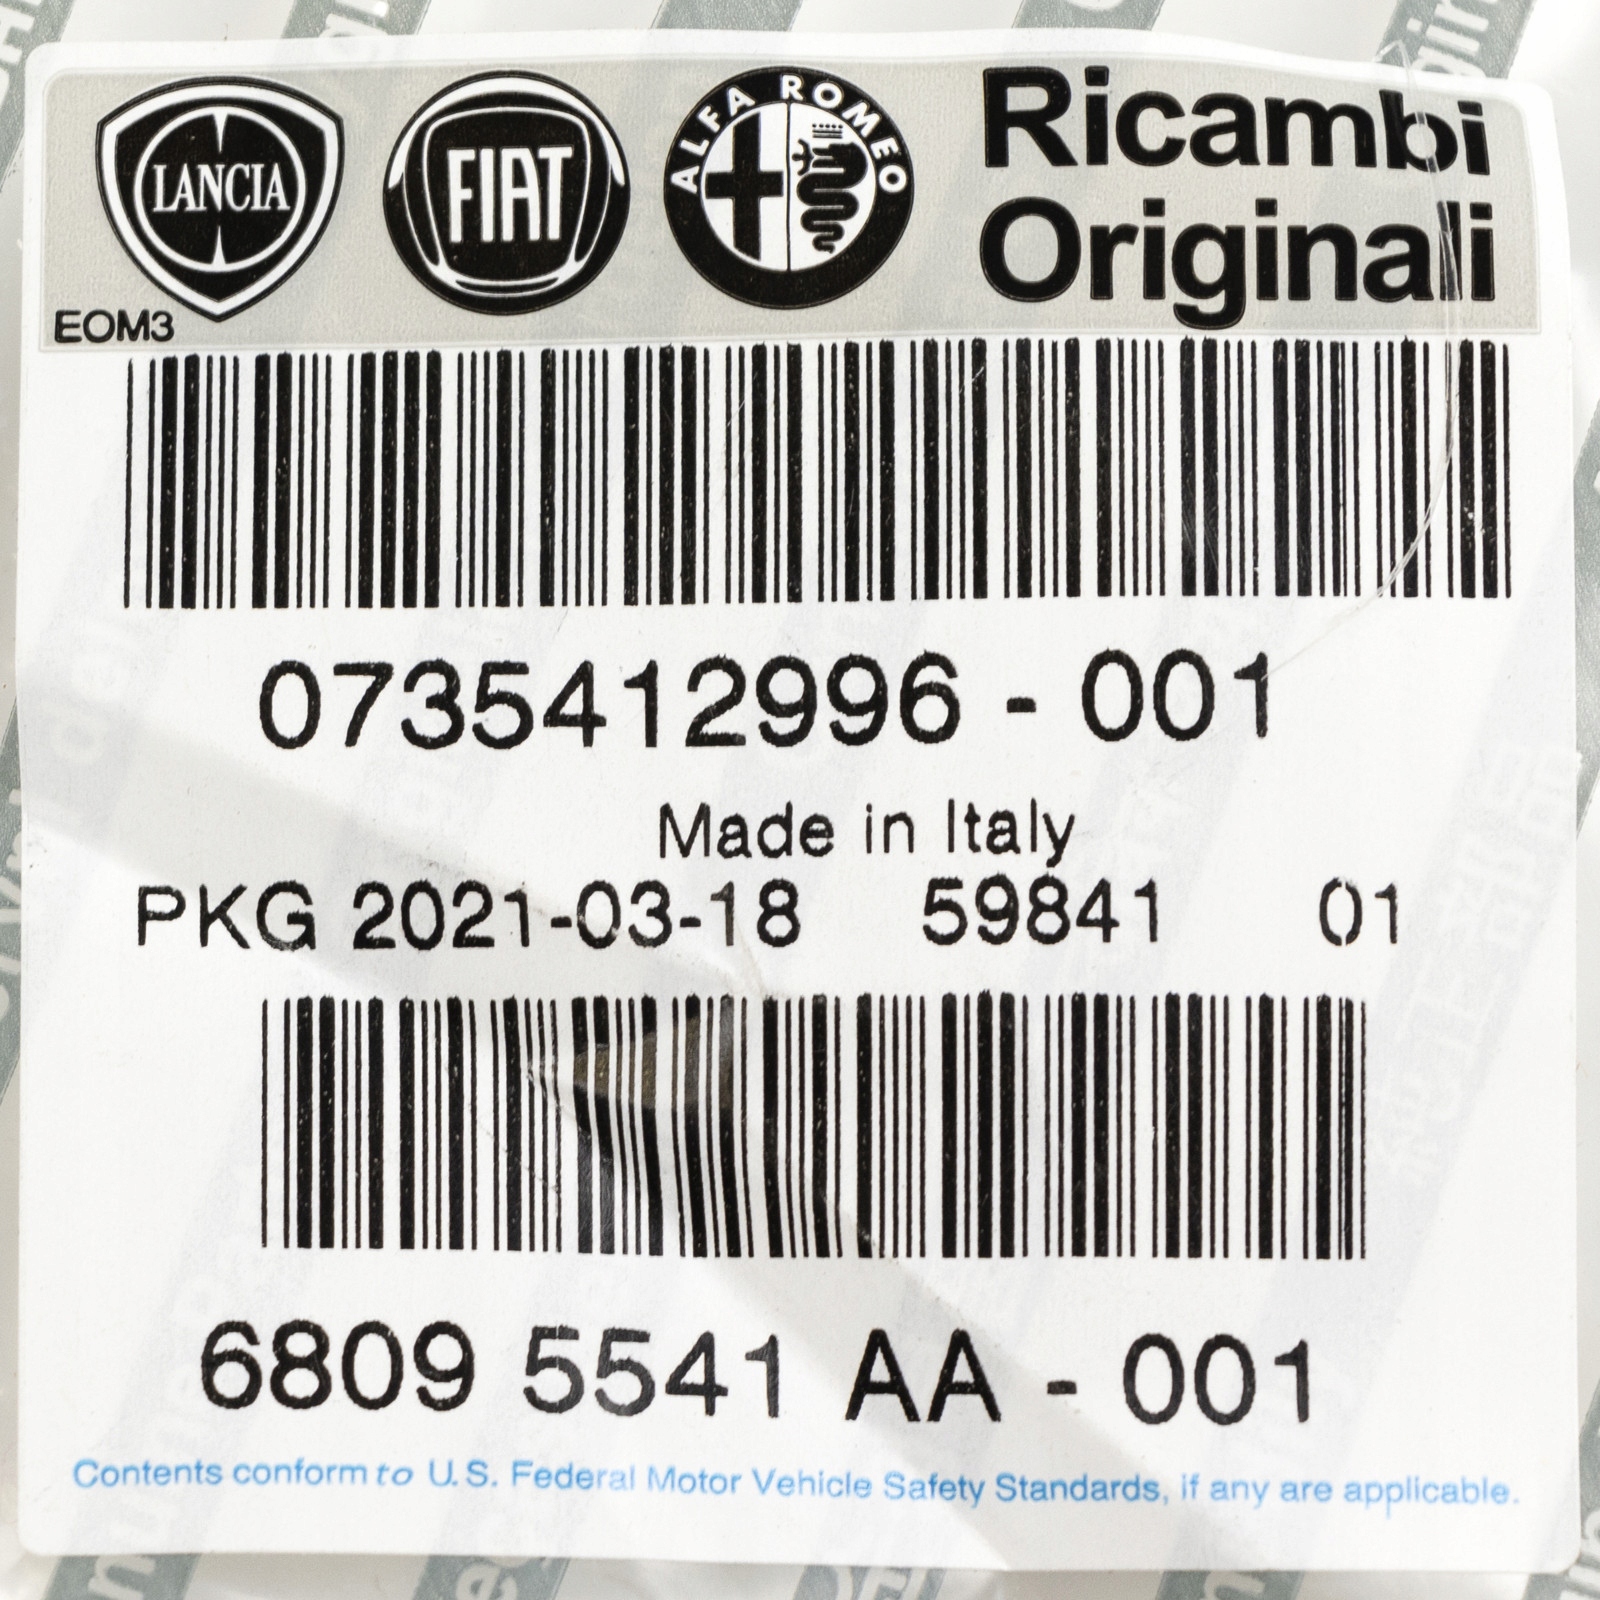 LANCIA
FIAT
ALFA ROMEO
Ricambi
Originali
EOM3
0735412996 - 001
Made in Italy
PKG 2021-03-18 59841 01
6809 5541 AA - 001
Contents conform to U.S. Federal Motor Vehicle Safety Standards, if any are applicable.